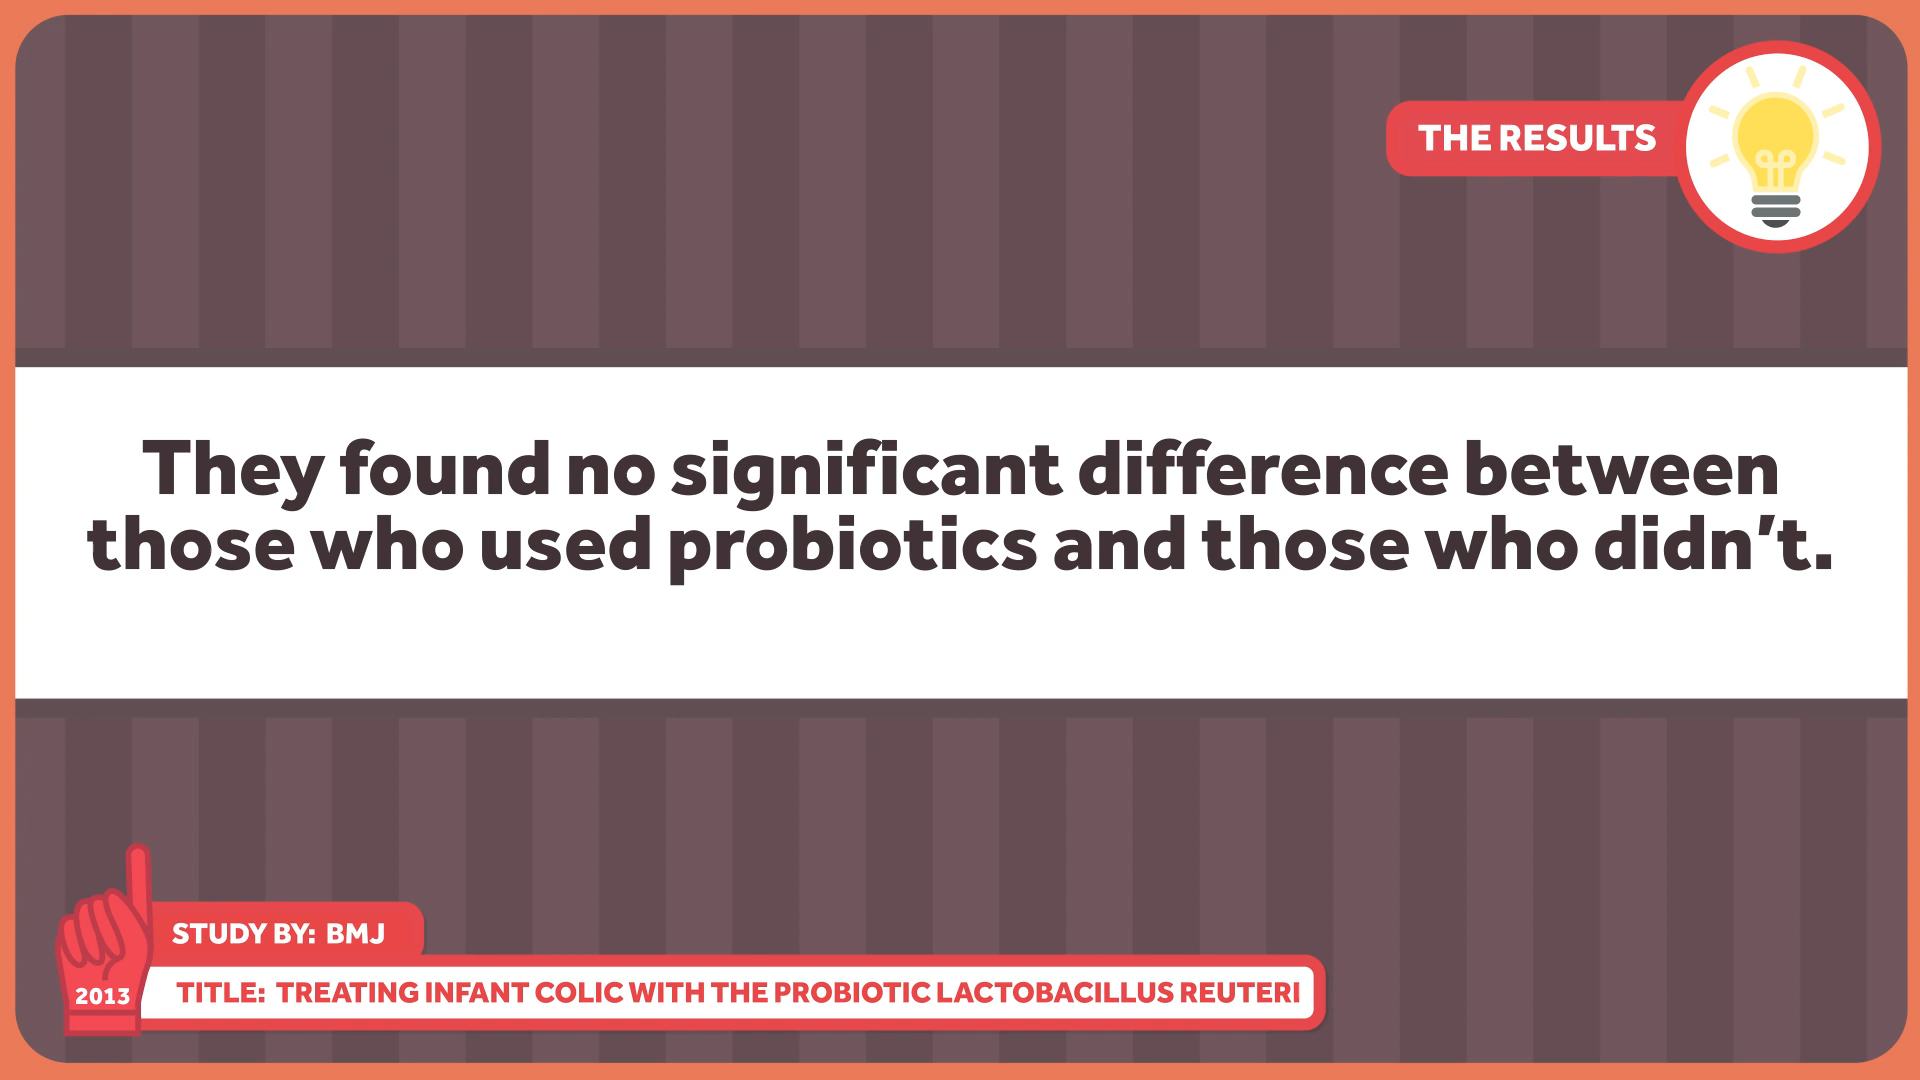 THE RESULTS
They found no significant difference between
those who used probiotics and those who didn’t.
STUDY BY: BMJ
2013
TITLE: TREATING INFANT COLIC WITH THE PROBIOTIC LACTOBACILLUS REUTERI